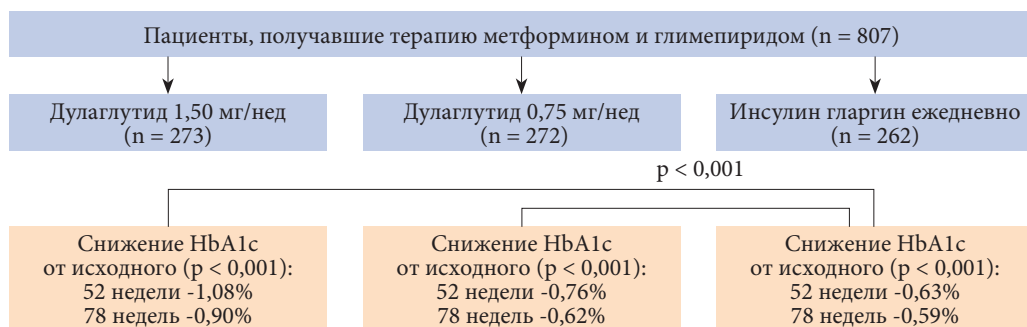 Пациенты, получавшие терапию метформином и глимепиридом (n = 807)
Дулаглутид 1,50 мг/нед
(n = 273)
Дулаглутид 0,75 мг/нед
(n = 272)
Инсулин гларгин ежедневно
(n = 262)
p < 0,001
Снижение HbA1c
от исходного (p < 0,001):
52 недели -1,08%
78 недель -0,90%
Снижение HbA1c
от исходного (p < 0,001):
52 недели -0,76%
78 недель -0,62%
Снижение HbA1c
от исходного (p < 0,001):
52 недели -0,63%
78 недель -0,59%